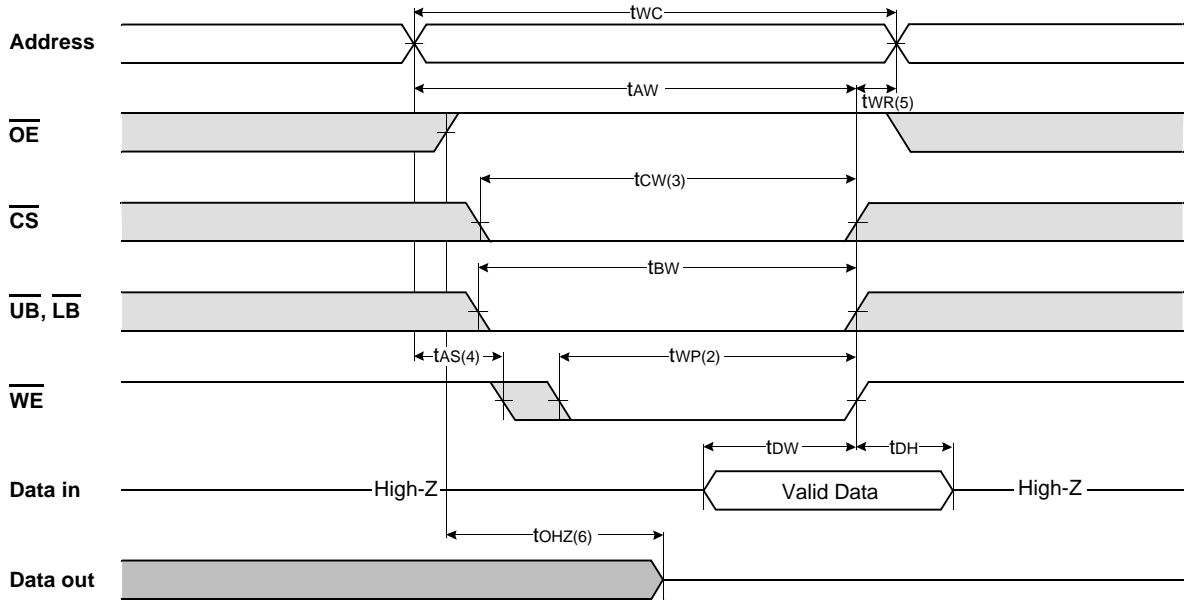 tWC
Address
tAW
tWR(5)
OE
tCW(3)
CS
tBW
UB, LB
tAS(4)
tWP(2)
WE
tDW
tDH
Data in
High-Z
Valid Data
High-Z
tOHZ(6)
Data out